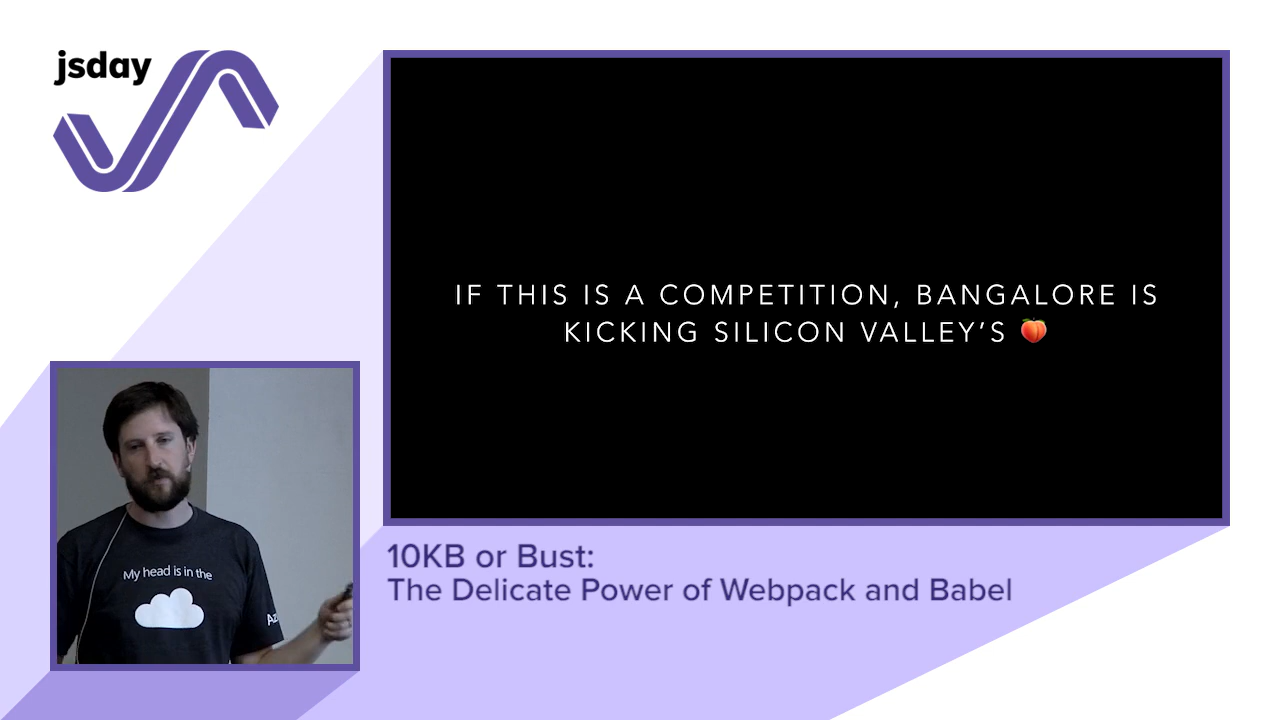 jsday
IF THIS IS A COMPETITION, BANGALORE IS
KICKING SILICON VALLEY’S 🍑
My head is in the
10KB or Bust:
The Delicate Power of Webpack and Babel